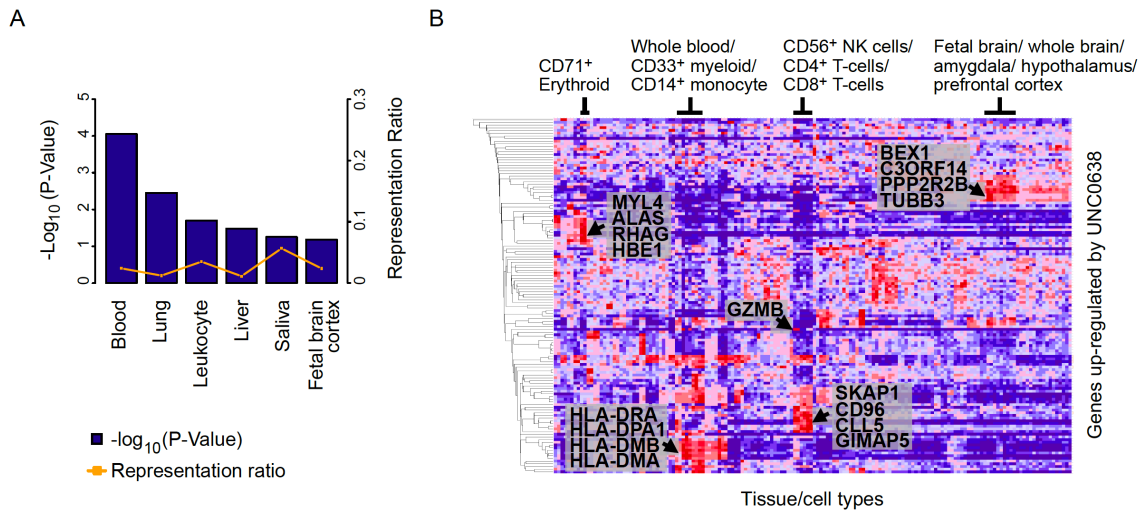 A
-Log10 (P-Value)
5
4
3
2
1
0
0.3
0.2
0.1
0
Representation Ratio
Blood
Lung
Leukocyte
Liver
Saliva
Fetal brain
cortex
-log10(P-Value)
Representation ratio
B
CD71+
Erythroid
Whole blood/
CD33+ myeloid/
CD14+ monocyte
CD56+ NK cells/
CD4+ T-cells/
CD8+ T-cells
Fetal brain/ whole brain/
amygdala/ hypothalamus/
prefrontal cortex
BEX1
C3ORF14
PPP2R2B
TUBB3
MYL4
ALAS
RHAG
HBE1
GZMB
SKAP1
CD96
CLL5
GIMAP5
HLA-DRA
HLA-DPA1
HLA-DMB
HLA-DMA
Genes up-regulated by UNC0638
Tissue/cell types